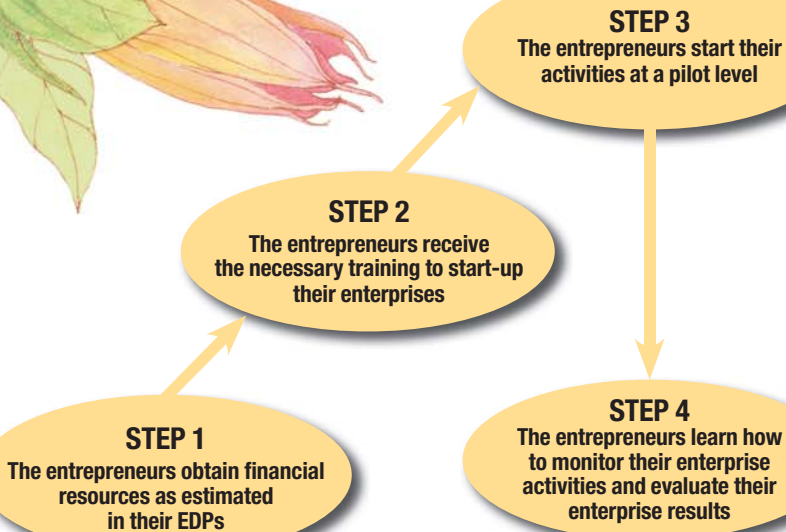 STEP 3
The entrepreneurs start their
activities at a pilot level
STEP 2
The entrepreneurs receive
the necessary training to start-up
their enterprises
STEP 1
The entrepreneurs obtain financial
resources as estimated
in their EDPs
STEP 4
The entrepreneurs learn how
to monitor their enterprise
activities and evaluate their
enterprise results